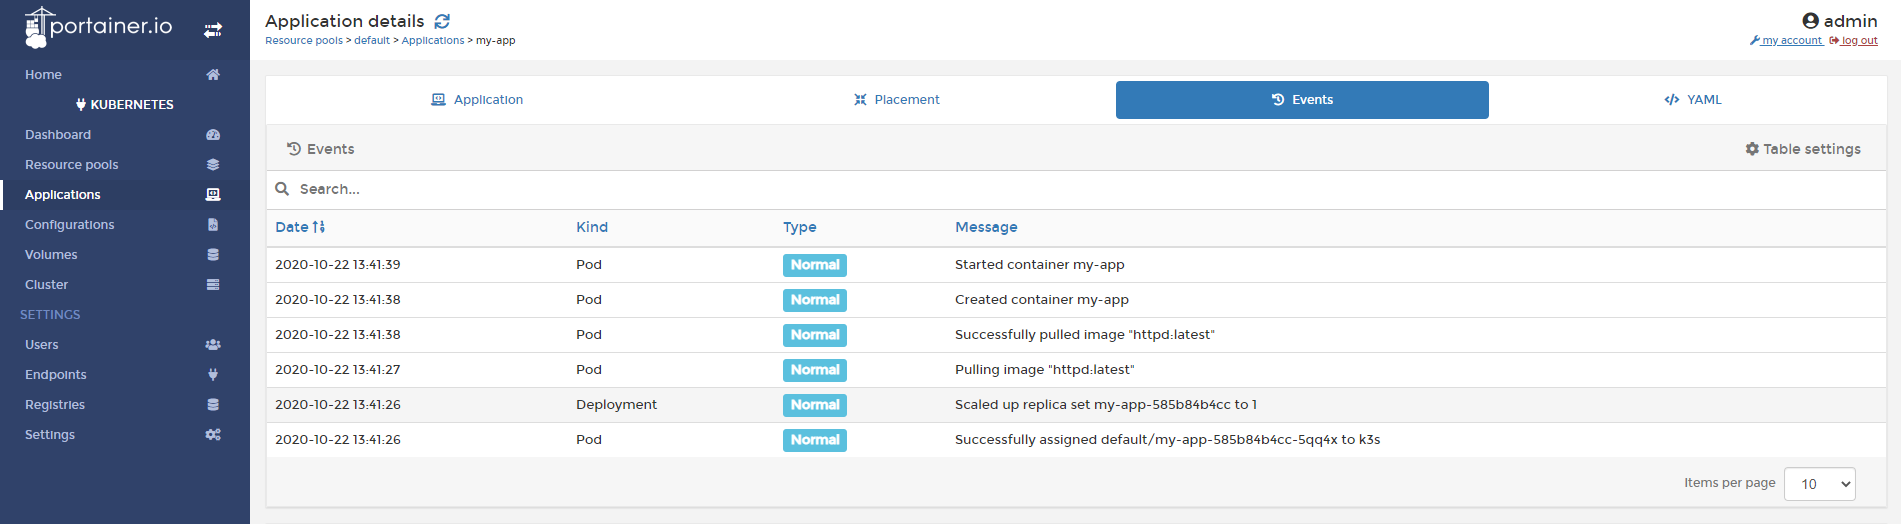 portainer.io
Home
KUBERNETES
Dashboard
Resource pools
Applications
Configurations
Volumes
Cluster
SETTINGS
Users
Endpoints
Registries
Settings
Application details
Resource pools > default > Applications > my-app
admin
my account log out
Application Placement Events YAML
Events Table settings
Search...
Date Kind Type Message
2020-10-22 13:41:39 Pod Normal Started container my-app
2020-10-22 13:41:38 Pod Normal Created container my-app
2020-10-22 13:41:38 Pod Normal Successfully pulled image "httpd:latest"
2020-10-22 13:41:27 Pod Normal Pulling image "httpd:latest"
2020-10-22 13:41:26 Deployment Normal Scaled up replica set my-app-585b84b4cc to 1
2020-10-22 13:41:26 Pod Normal Successfully assigned default/my-app-585b84b4cc-5qq4x to k3s
Items per page 10